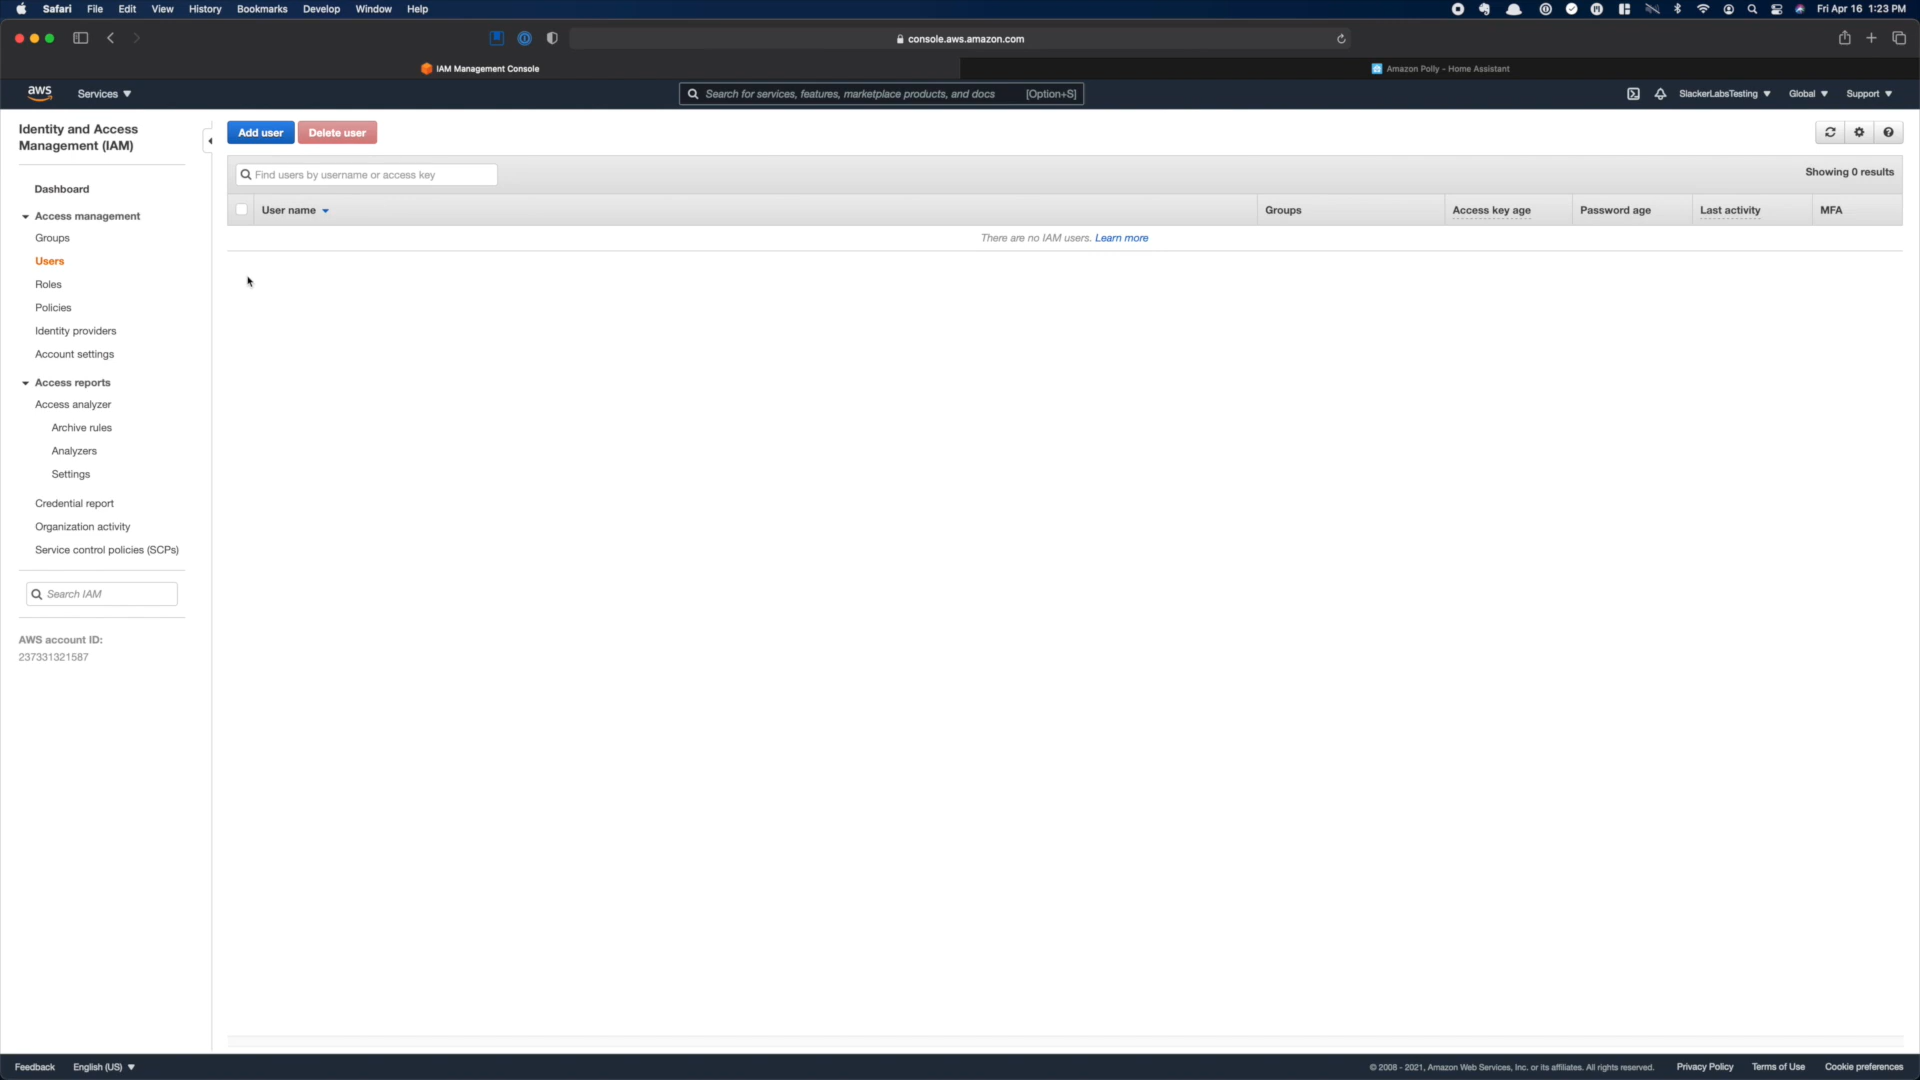 Safari File Edit View History Bookmarks Develop Window Help Fri Apr 16 1:23 PM
console.aws.amazon.com
IAM Management Console Amazon Polly - Home Assistant
aws Services Search for services, features, marketplace products, and docs [Option+S] SlackerLabsTesting Global Support
Identity and Access
Management (IAM)
Dashboard
Access management
Groups
Users
Roles
Policies
Identity providers
Account settings
Access reports
Access analyzer
Archive rules
Analyzers
Settings
Credential report
Organization activity
Service control policies (SCPs)
Search IAM
AWS account ID:
237331321587
Add user Delete user
Find users by username or access key Showing 0 results
User name Groups Access key age Password age Last activity MFA
There are no IAM users. Learn more
Feedback English (US) © 2008 - 2021, Amazon Web Services, Inc. or its affiliates. All rights reserved. Privacy Policy Terms of Use Cookie preferences